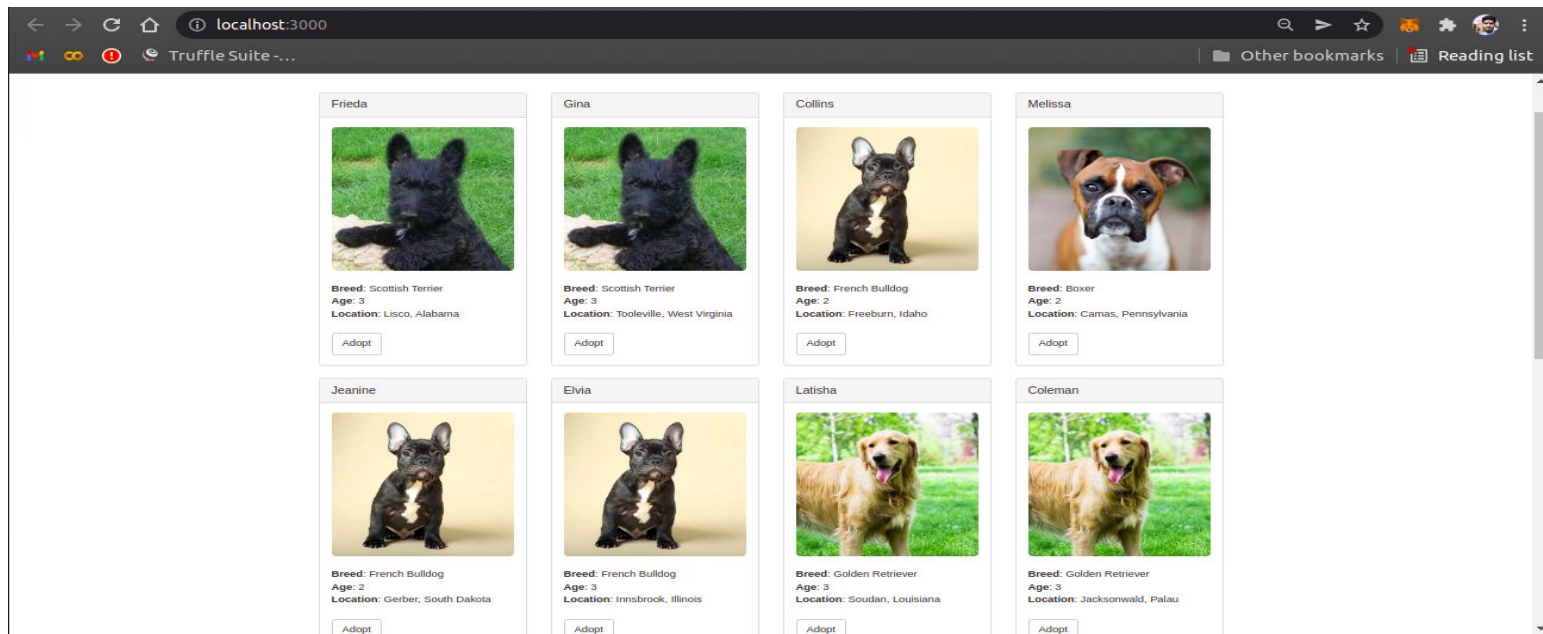 localhost:3000
Truffle Suite -...
Other bookmarks
Reading list
Frieda
Gina
Collins
Melissa
Breed: Scottish Terrier
Age: 3
Location: Lisco, Alabama
Adopt
Breed: Scottish Terrier
Age: 3
Location: Tooleville, West Virginia
Adopt
Breed: French Bulldog
Age: 2
Location: Freeburn, Idaho
Adopt
Breed: Boxer
Age: 2
Location: Camas, Pennsylvania
Adopt
Jeanine
Elvia
Latisha
Coleman
Breed: French Bulldog
Age: 2
Location: Gerber, South Dakota
Adopt
Breed: French Bulldog
Age: 3
Location: Innsbrook, Illinois
Adopt
Breed: Golden Retriever
Age: 3
Location: Soudan, Louisiana
Adopt
Breed: Golden Retriever
Age: 3
Location: Jacksonwald, Palau
Adopt